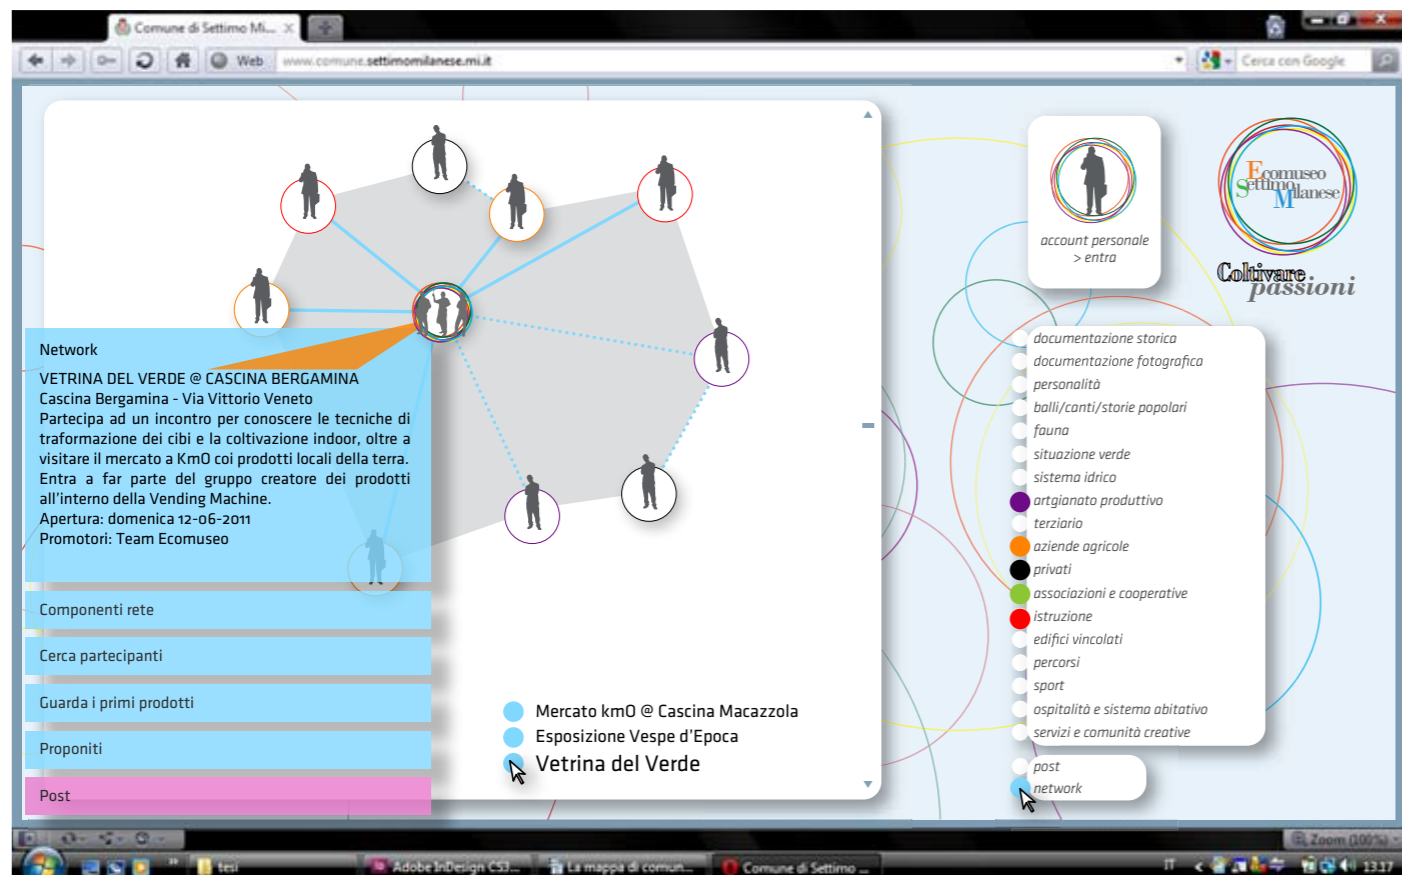 Comune di Settimo Mi...
Web
www.comune.settimomilanese.mi.it
Cerca con Google
account personale
> entra
Ecomuseo
Settimo
Milanese
Coltivare
passioni
Network
VETRINA DEL VERDE @ CASCINA BERGAMINA
Cascina Bergamina - Via Vittorio Veneto
Partecipa ad un incontro per conoscere le tecniche di
traformazione dei cibi e la coltivazione indoor, oltre a
visitare il mercato a Km0 coi prodotti locali della terra.
Entra a far parte del gruppo creatore dei prodotti
all'interno della Vending Machine.
Apertura: domenica 12-06-2011
Promotori: Team Ecomuseo
Componenti rete
Cerca partecipanti
Guarda i primi prodotti
Proponiti
Post
Mercato km0 @ Cascina Macazzola
Esposizione Vespe d'Epoca
Vetrina del Verde
documentazione storica
documentazione fotografica
personalità
balli/canti/storie popolari
fauna
situazione verde
sistema idrico
artgianato produttivo
terziario
aziende agricole
privati
associazioni e cooperative
istruzione
edifici vincolati
percorsi
sport
ospitalità e sistema abitativo
servizi e comunità creative
post
network
Zoom (100%)
tesi
Adobe InDesign CS3...
La mappa di comun...
Comune di Settimo ...
IT
13.17